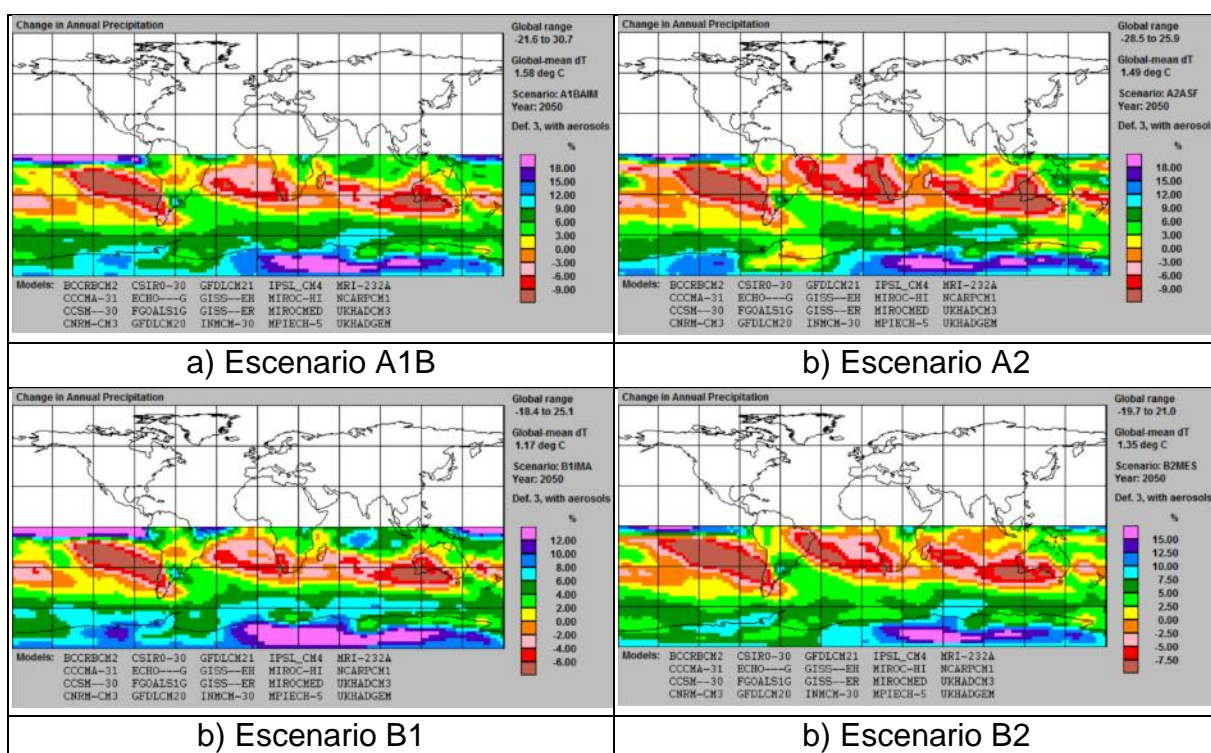 Change in Annual Precipitation
Global range
-21.6 to 30.7
Global-mean dT
1.58 deg C
Scenario: A1BAIM
Year: 2050
Def. 3, with aerosols
%
18.00
15.00
12.00
9.00
6.00
3.00
0.00
-3.00
-6.00
-9.00
Models: BCCRBCM2 CSIRO-30 GFDLCM21 IPSL_CM4 MRI-232A
CCCMA-31 ECHO---G GISS--EH MIROC-HI NCARPCM1
CCSM--30 FGOALS1G GISS--ER MIROCMED UKHADCM3
CNRM-CM3 GFDLCM20 INMCM-30 MPIECH-5 UKHADGEM
a) Escenario A1B
Change in Annual Precipitation
Global range
-28.5 to 25.9
Global-mean dT
1.49 deg C
Scenario: A2ASF
Year: 2050
Def. 3, with aerosols
%
18.00
15.00
12.00
9.00
6.00
3.00
0.00
-3.00
-6.00
-9.00
Models: BCCRBCM2 CSIRO-30 GFDLCM21 IPSL_CM4 MRI-232A
CCCMA-31 ECHO---G GISS--EH MIROC-HI NCARPCM1
CCSM--30 FGOALS1G GISS--ER MIROCMED UKHADCM3
CNRM-CM3 GFDLCM20 INMCM-30 MPIECH-5 UKHADGEM
b) Escenario A2
Change in Annual Precipitation
Global range
-18.4 to 25.1
Global-mean dT
1.17 deg C
Scenario: B1IMA
Year: 2050
Def. 3, with aerosols
%
12.00
10.00
8.00
6.00
4.00
2.00
0.00
-2.00
-4.00
-6.00
Models: BCCRBCM2 CSIRO-30 GFDLCM21 IPSL_CM4 MRI-232A
CCCMA-31 ECHO---G GISS--EH MIROC-HI NCARPCM1
CCSM--30 FGOALS1G GISS--ER MIROCMED UKHADCM3
CNRM-CM3 GFDLCM20 INMCM-30 MPIECH-5 UKHADGEM
b) Escenario B1
Change in Annual Precipitation
Global range
-19.7 to 21.0
Global-mean dT
1.35 deg C
Scenario: B2MES
Year: 2050
Def. 3, with aerosols
%
15.00
12.50
10.00
7.50
5.00
2.50
0.00
-2.50
-5.00
-7.50
Models: BCCRBCM2 CSIRO-30 GFDLCM21 IPSL_CM4 MRI-232A
CCCMA-31 ECHO---G GISS--EH MIROC-HI NCARPCM1
CCSM--30 FGOALS1G GISS--ER MIROCMED UKHADCM3
CNRM-CM3 GFDLCM20 INMCM-30 MPIECH-5 UKHADGEM
b) Escenario B2